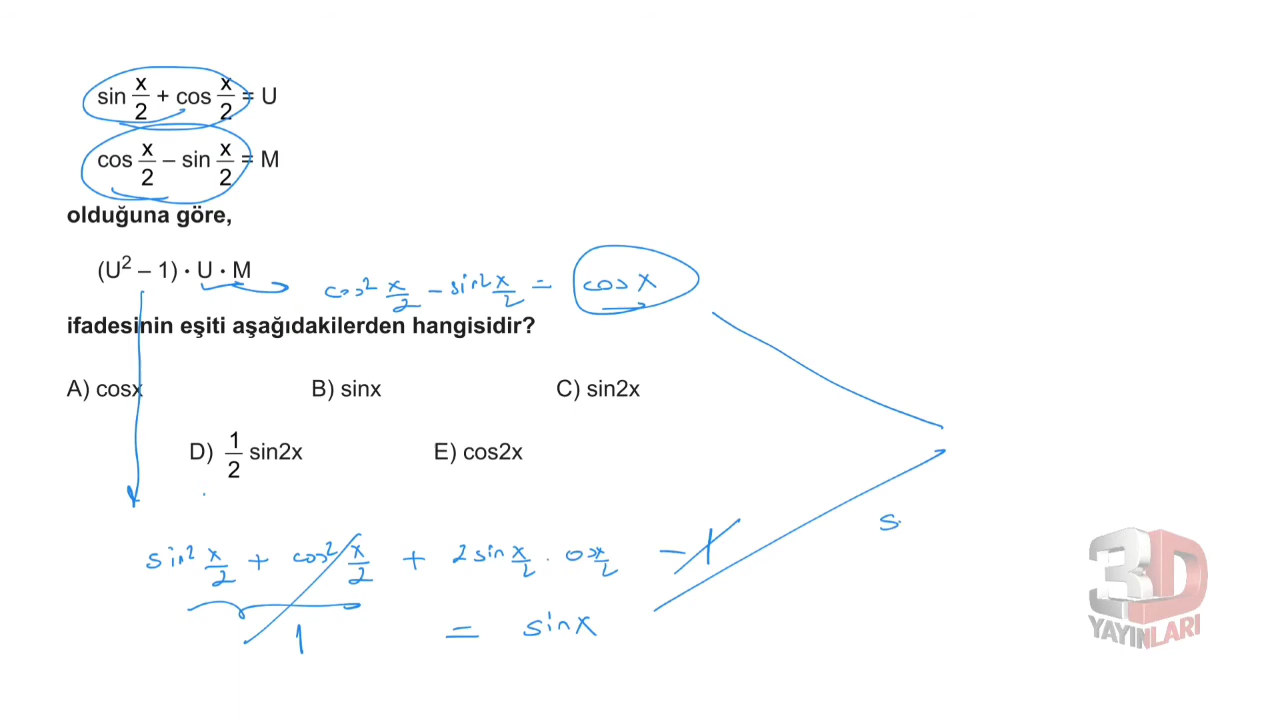 sin x/2 + cos x/2 = U
cos x/2 – sin x/2 = M
olduğuna göre,
(U² – 1) · U · M
cos² x/2 – sin² x/2 = cos x
ifadesinin eşiti aşağıdakilerden hangisidir?
A) cosx B) sinx C) sin2x
D) 1/2 sin2x E) cos2x
s
sin² x/2 + cos² x/2 + 2 sin x/2 . cos x/2 – 1
1 = sinx
3D
YAYINLARI